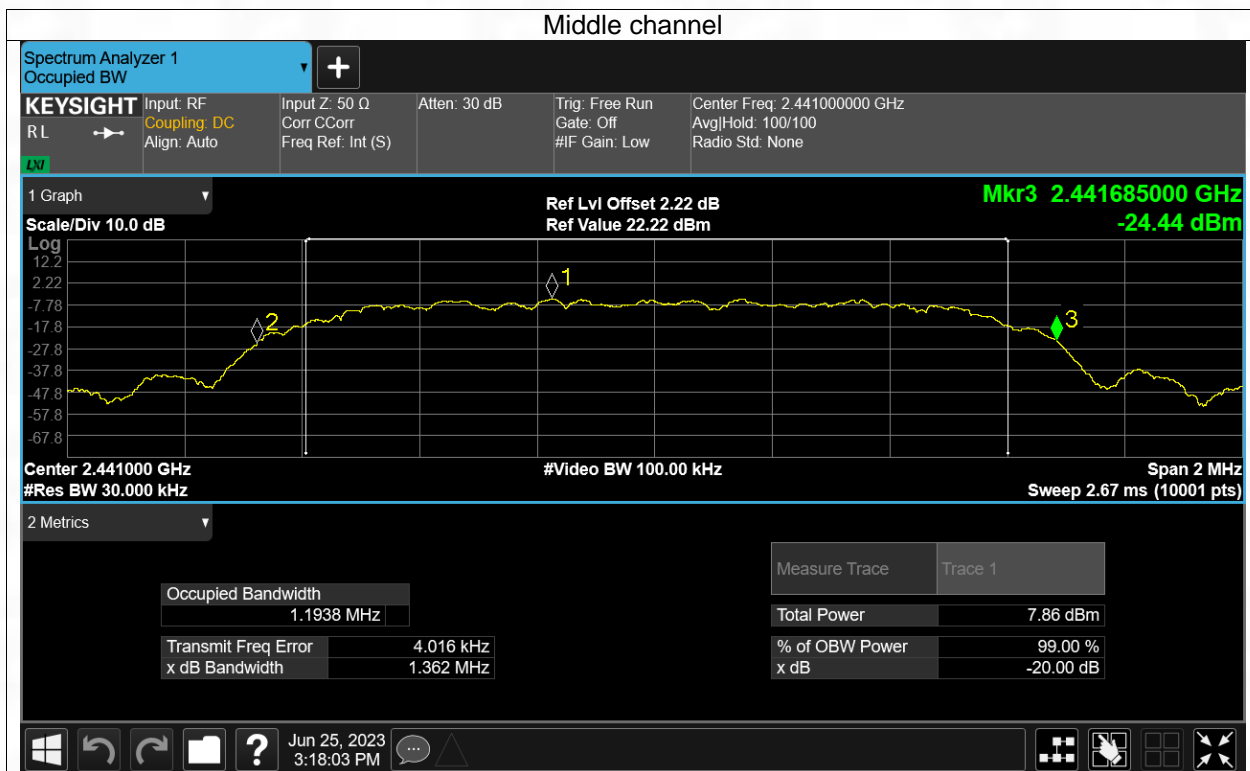 Middle channel
Spectrum Analyzer 1
Occupied BW
+
KEYSIGHT
R L
LXI
Input: RF
Coupling: DC
Align: Auto
Input Z: 50 Ω
Corr CCorr
Freq Ref: Int (S)
Atten: 30 dB
Trig: Free Run
Gate: Off
#IF Gain: Low
Center Freq: 2.441000000 GHz
Avg|Hold: 100/100
Radio Std: None
1 Graph
Scale/Div 10.0 dB
Ref Lvl Offset 2.22 dB
Ref Value 22.22 dBm
Mkr3 2.441685000 GHz
-24.44 dBm
Log
12.2
2.22
-7.78
-17.8
-27.8
-37.8
-47.8
-57.8
-67.8
1
2
3
Center 2.441000 GHz
#Video BW 100.00 kHz
Span 2 MHz
#Res BW 30.000 kHz
Sweep 2.67 ms (10001 pts)
2 Metrics
Measure Trace Trace 1
Occupied Bandwidth
1.1938 MHz
Total Power 7.86 dBm
Transmit Freq Error 4.016 kHz
% of OBW Power 99.00 %
x dB Bandwidth 1.362 MHz
x dB -20.00 dB
?
Jun 25, 2023
3:18:03 PM